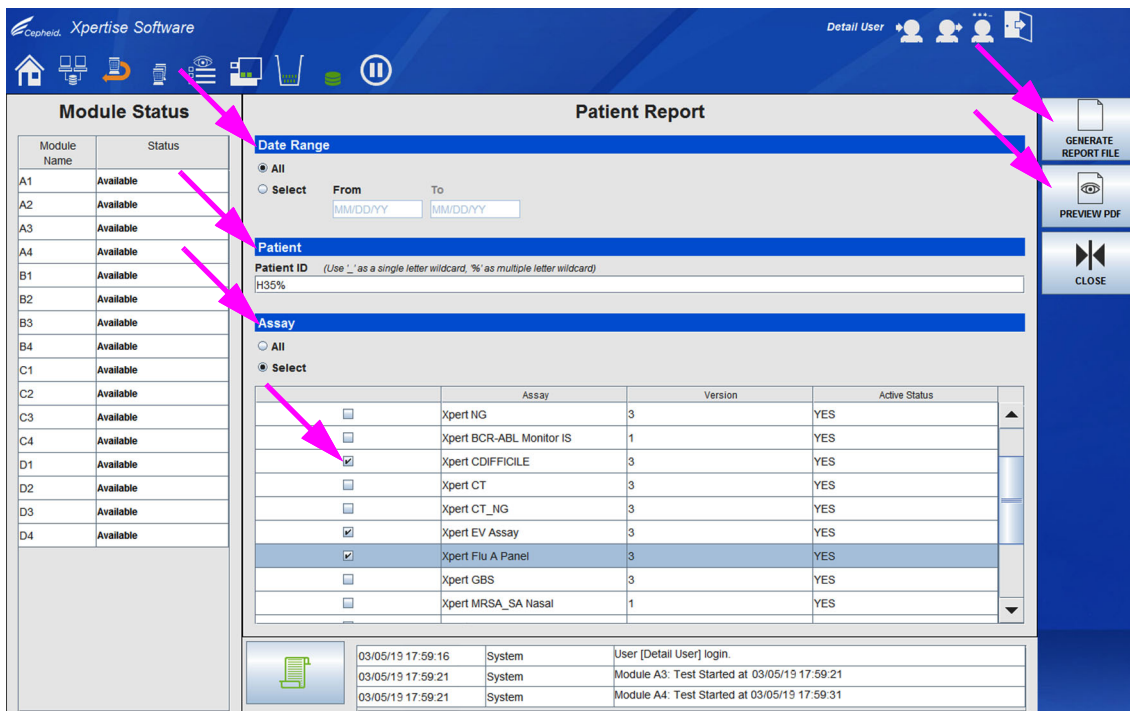 Cepheid. Xpertise Software
Detail User
Module Status
Module Name Status
A1 Available
A2 Available
A3 Available
A4 Available
B1 Available
B2 Available
B3 Available
B4 Available
C1 Available
C2 Available
C3 Available
C4 Available
D1 Available
D2 Available
D3 Available
D4 Available
Patient Report
Date Range
All
Select From To
MM/DD/YY MM/DD/YY
Patient
Patient ID (Use '_' as a single letter wildcard, '%' as multiple letter wildcard)
H35%
Assay
All
Select
Assay Version Active Status
Xpert NG 3 YES
Xpert BCR-ABL Monitor IS 1 YES
Xpert CDIFFICILE 3 YES
Xpert CT 3 YES
Xpert CT_NG 3 YES
Xpert EV Assay 3 YES
Xpert Flu A Panel 3 YES
Xpert GBS 3 YES
Xpert MRSA_SA Nasal 1 YES
03/05/19 17:59:16 System User [Detail User] login.
03/05/19 17:59:21 System Module A3: Test Started at 03/05/19 17:59:21
03/05/19 17:59:21 System Module A4: Test Started at 03/05/19 17:59:31
GENERATE
REPORT FILE
PREVIEW PDF
CLOSE